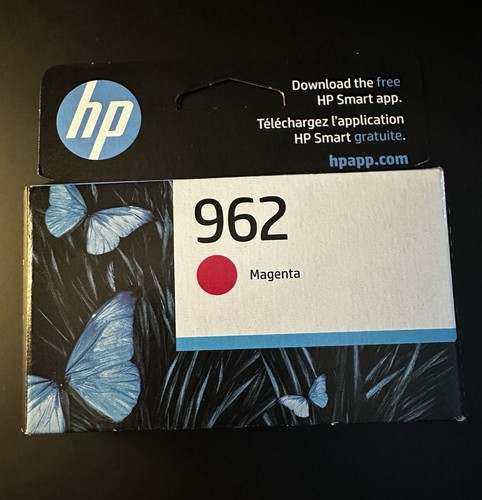 hp
Download the free
HP Smart app.
Téléchargez l'application
HP Smart gratuite.
hpapp.com
962
Magenta